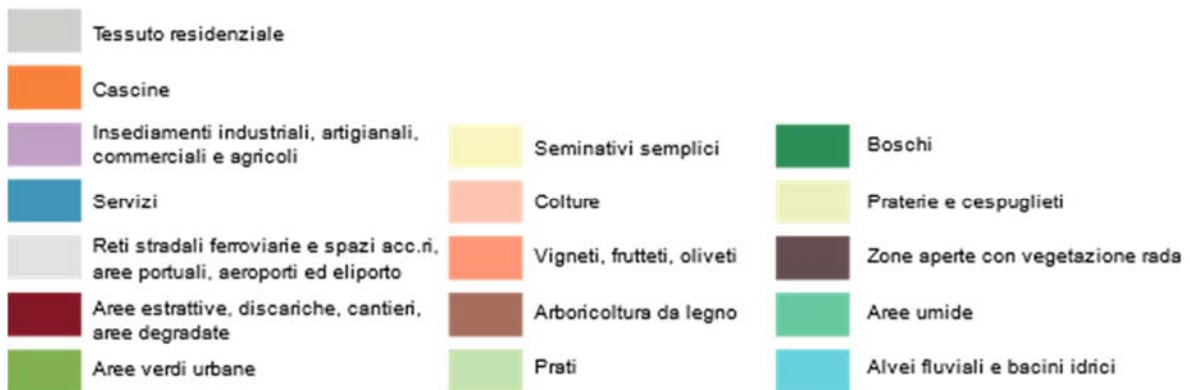 Tessuto residenziale
Cascine
Insediamenti industriali, artigianali,
commerciali e agricoli
Servizi
Reti stradali ferroviarie e spazi acc.ri,
aree portuali, aeroporti ed eliporto
Aree estrattive, discariche, cantieri,
aree degradate
Aree verdi urbane
Seminativi semplici
Colture
Vigneti, frutteti, oliveti
Arboricoltura da legno
Prati
Boschi
Praterie e cespuglieti
Zone aperte con vegetazione rada
Aree umide
Alvei fluviali e bacini idrici